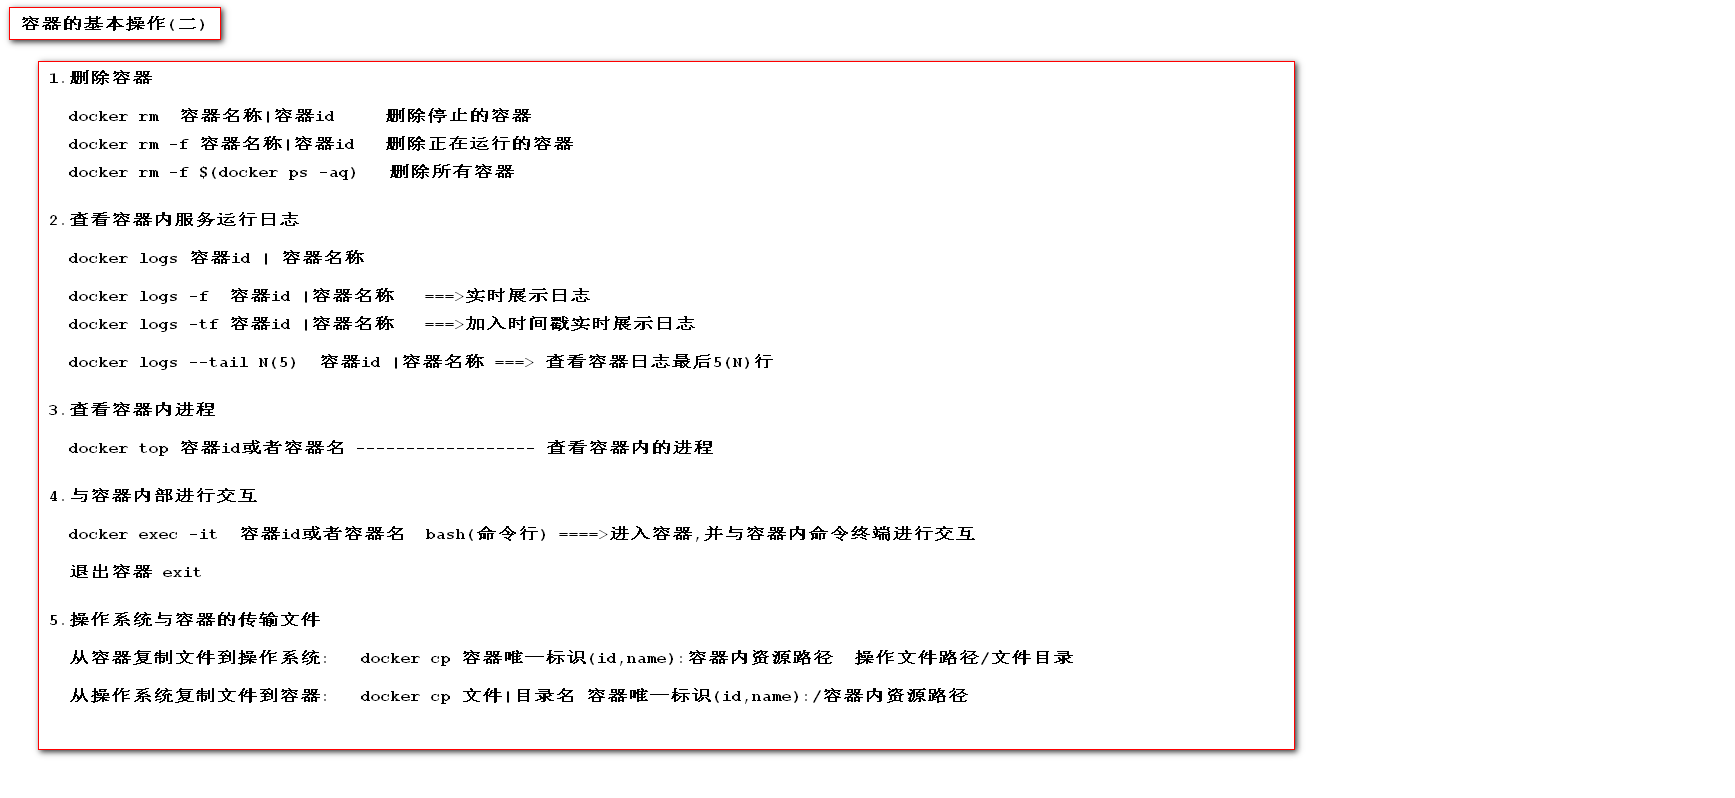 容器的基本操作(二)
1.删除容器
docker rm  容器名称|容器id     删除停止的容器
docker rm -f 容器名称|容器id   删除正在运行的容器
docker rm -f $(docker ps -aq)   删除所有容器
2.查看容器内服务运行日志
docker logs 容器id | 容器名称
docker logs -f  容器id |容器名称   ===>实时展示日志
docker logs -tf 容器id |容器名称   ===>加入时间戳实时展示日志
docker logs --tail N(5)  容器id |容器名称 ===> 查看容器日志最后5(N)行
3.查看容器内进程
docker top 容器id或者容器名 ------------------ 查看容器内的进程
4.与容器内部进行交互
docker exec -it  容器id或者容器名  bash(命令行) ====>进入容器,并与容器内命令终端进行交互
退出容器 exit
5.操作系统与容器的传输文件
从容器复制文件到操作系统:   docker cp 容器唯一标识(id,name):容器内资源路径  操作文件路径/文件目录
从操作系统复制文件到容器:   docker cp 文件|目录名 容器唯一标识(id,name):/容器内资源路径